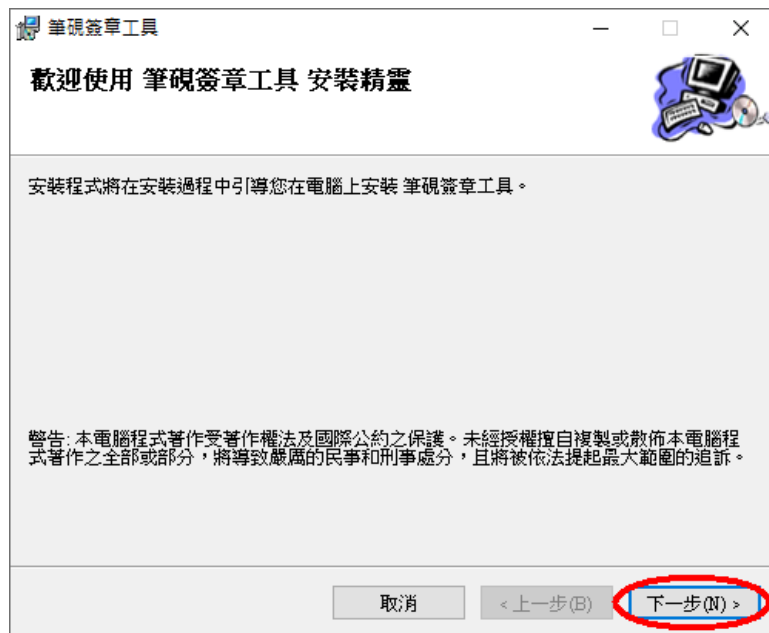 筆硯簽章工具
歡迎使用 筆硯簽章工具 安裝精靈
安裝程式將在安裝過程中引導您在電腦上安裝 筆硯簽章工具。
警告: 本電腦程式著作受著作權法及國際公約之保護。未經授權擅自複製或散佈本電腦程
式著作之全部或部分，將導致嚴厲的民事和刑事處分，且將被依法提起最大範圍的追訴。
取消
<上一步(B)
下一步(N) >